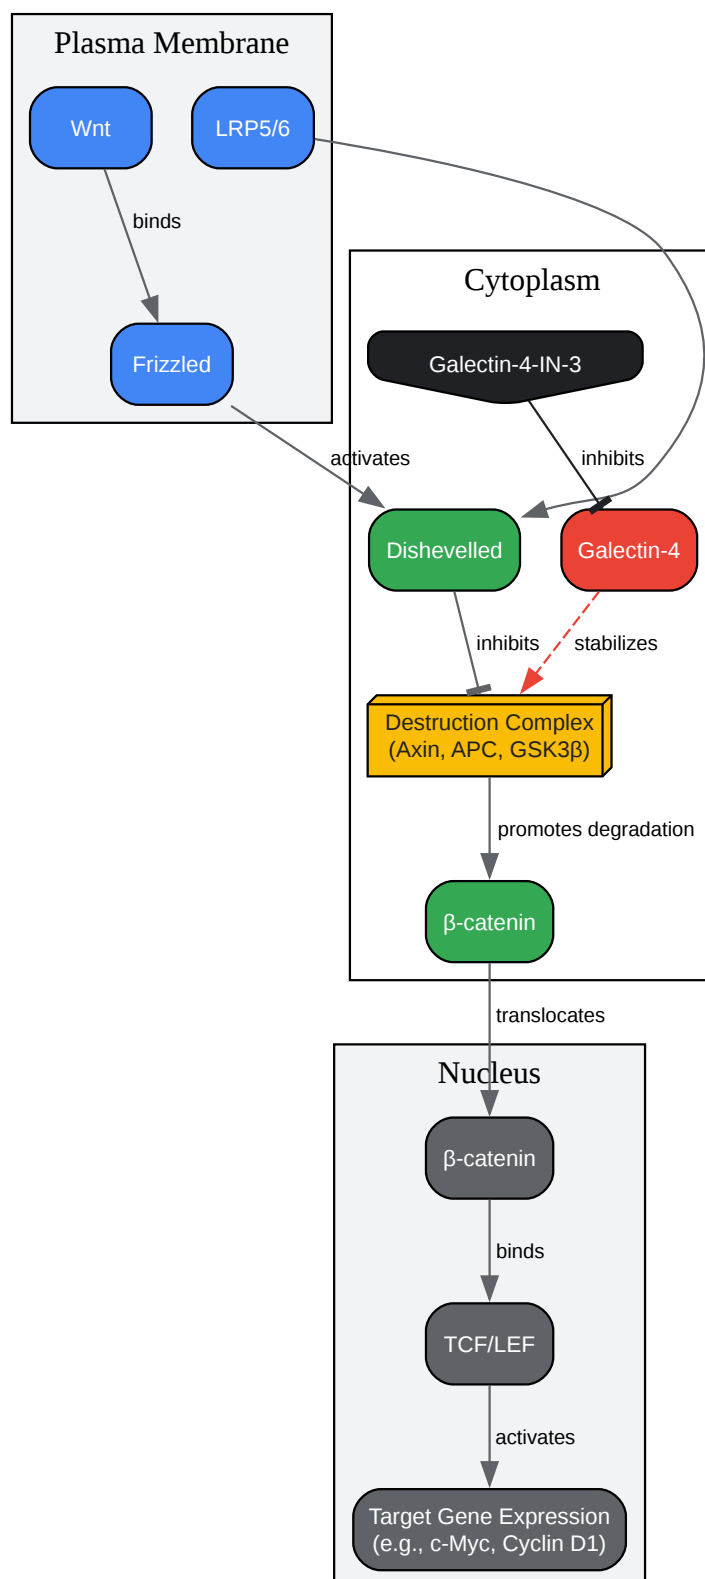 Plasma Membrane
Wnt
LRP5/6
binds
Frizzled
Cytoplasm
Galectin-4-IN-3
activates
inhibits
Dishevelled
Galectin-4
inhibits
stabilizes
Destruction Complex
(Axin, APC, GSK3β)
promotes degradation
β-catenin
translocates
Nucleus
β-catenin
binds
TCF/LEF
activates
Target Gene Expression
(e.g., c-Myc, Cyclin D1)